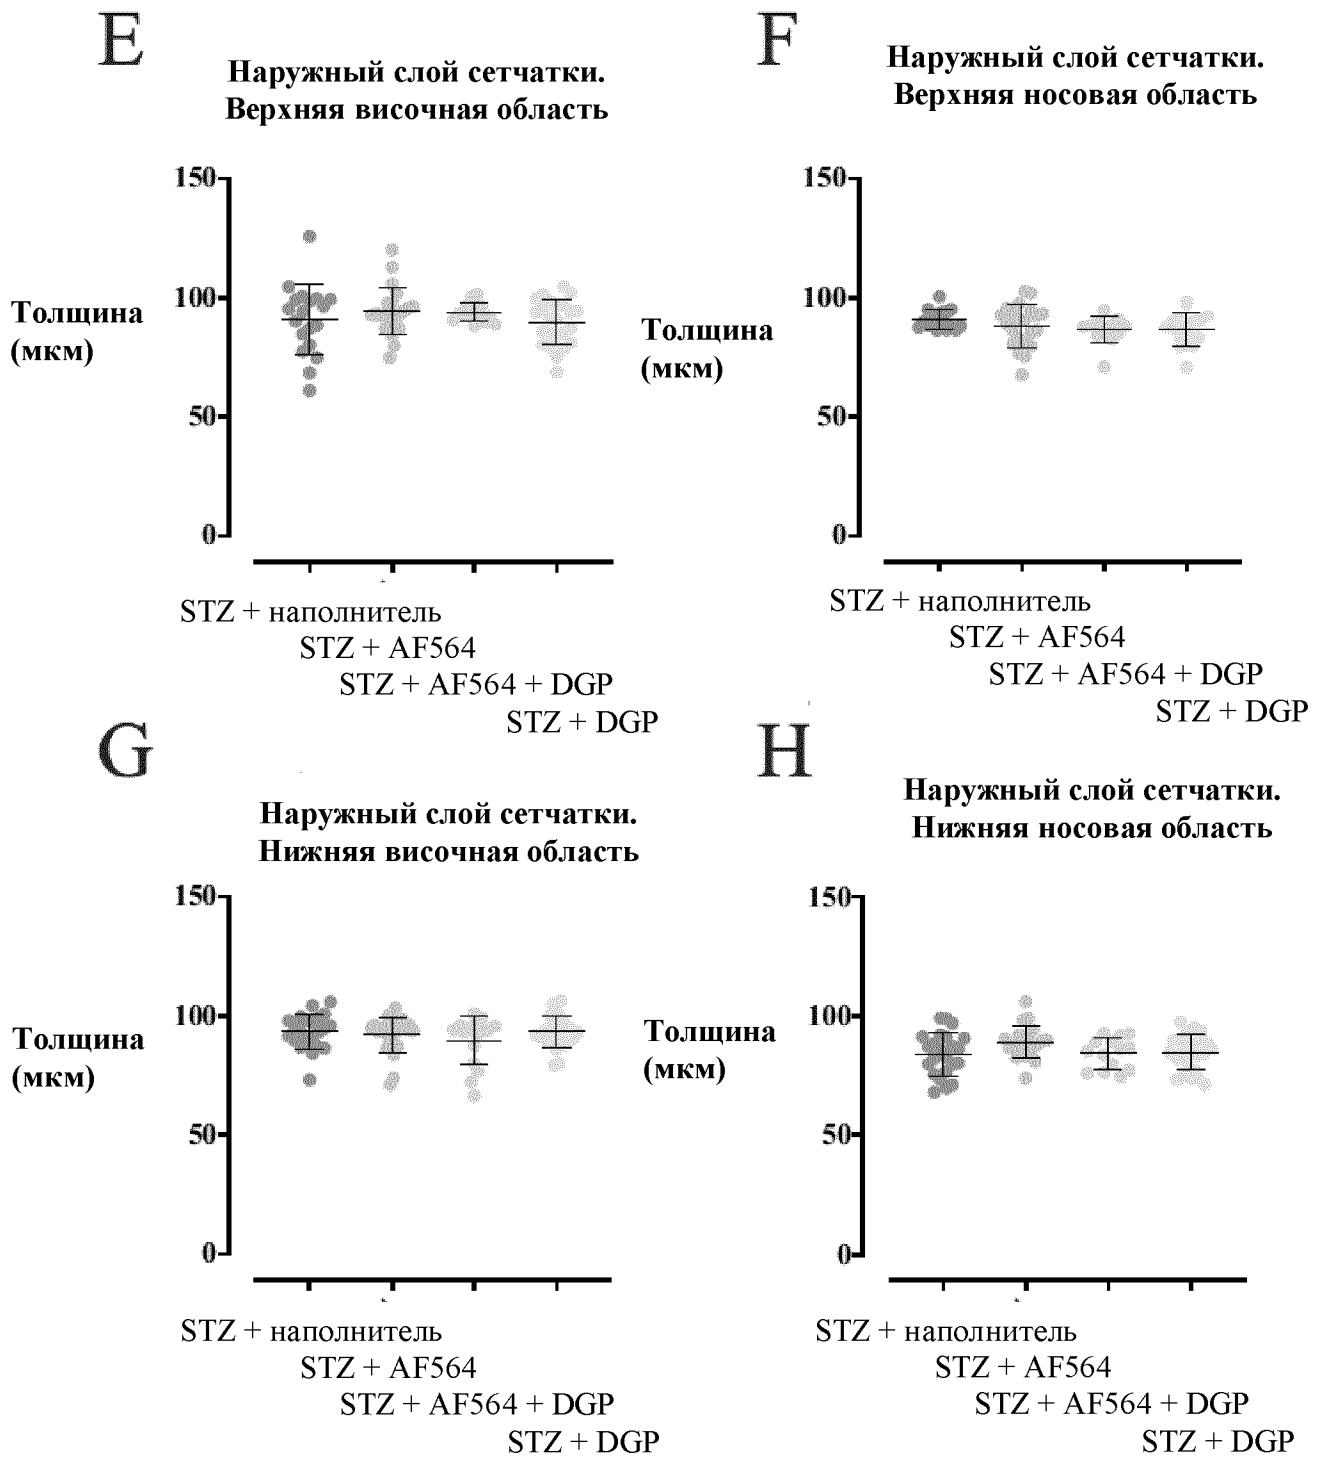 E
Наружный слой сетчатки.
Верхняя височная область
150
100
50
0
Толщина
(мкм)
STZ + наполнитель
STZ + AF564
STZ + AF564 + DGP
STZ + DGP
F
Наружный слой сетчатки.
Верхняя носовая область
150
100
50
0
Толщина
(мкм)
STZ + наполнитель
STZ + AF564
STZ + AF564 + DGP
STZ + DGP
G
Наружный слой сетчатки.
Нижняя височная область
150
100
50
0
Толщина
(мкм)
STZ + наполнитель
STZ + AF564
STZ + AF564 + DGP
STZ + DGP
H
Наружный слой сетчатки.
Нижняя носовая область
150
100
50
0
Толщина
(мкм)
STZ + наполнитель
STZ + AF564
STZ + AF564 + DGP
STZ + DGP